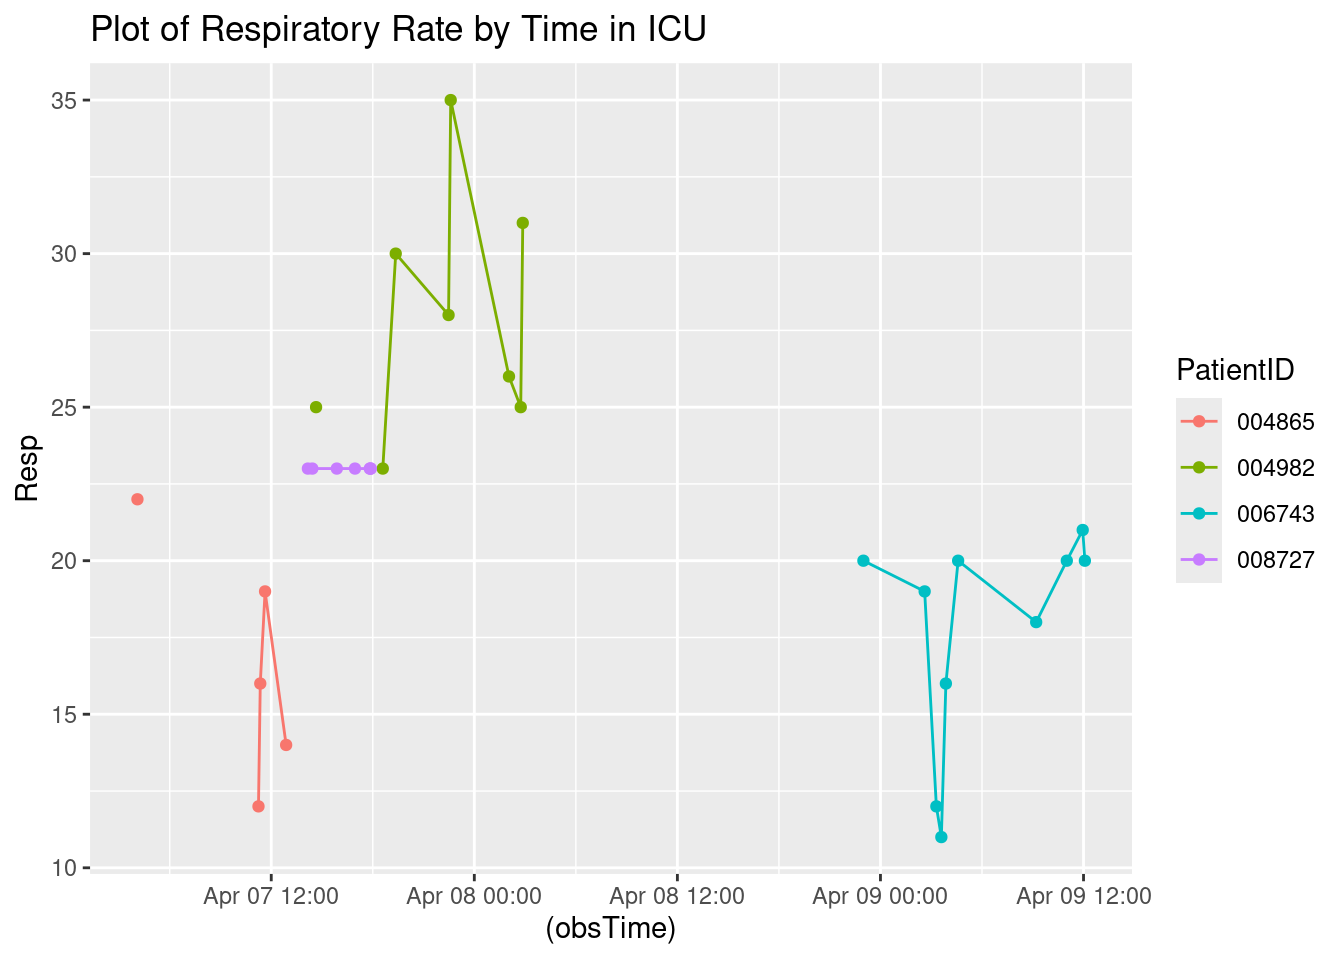 Plot of Respiratory Rate by Time in ICU
35
30
25
20
15
10
Resp
Apr 07 12:00 Apr 08 00:00 Apr 08 12:00 Apr 09 00:00 Apr 09 12:00
(obsTime)
PatientID
004865
004982
006743
008727